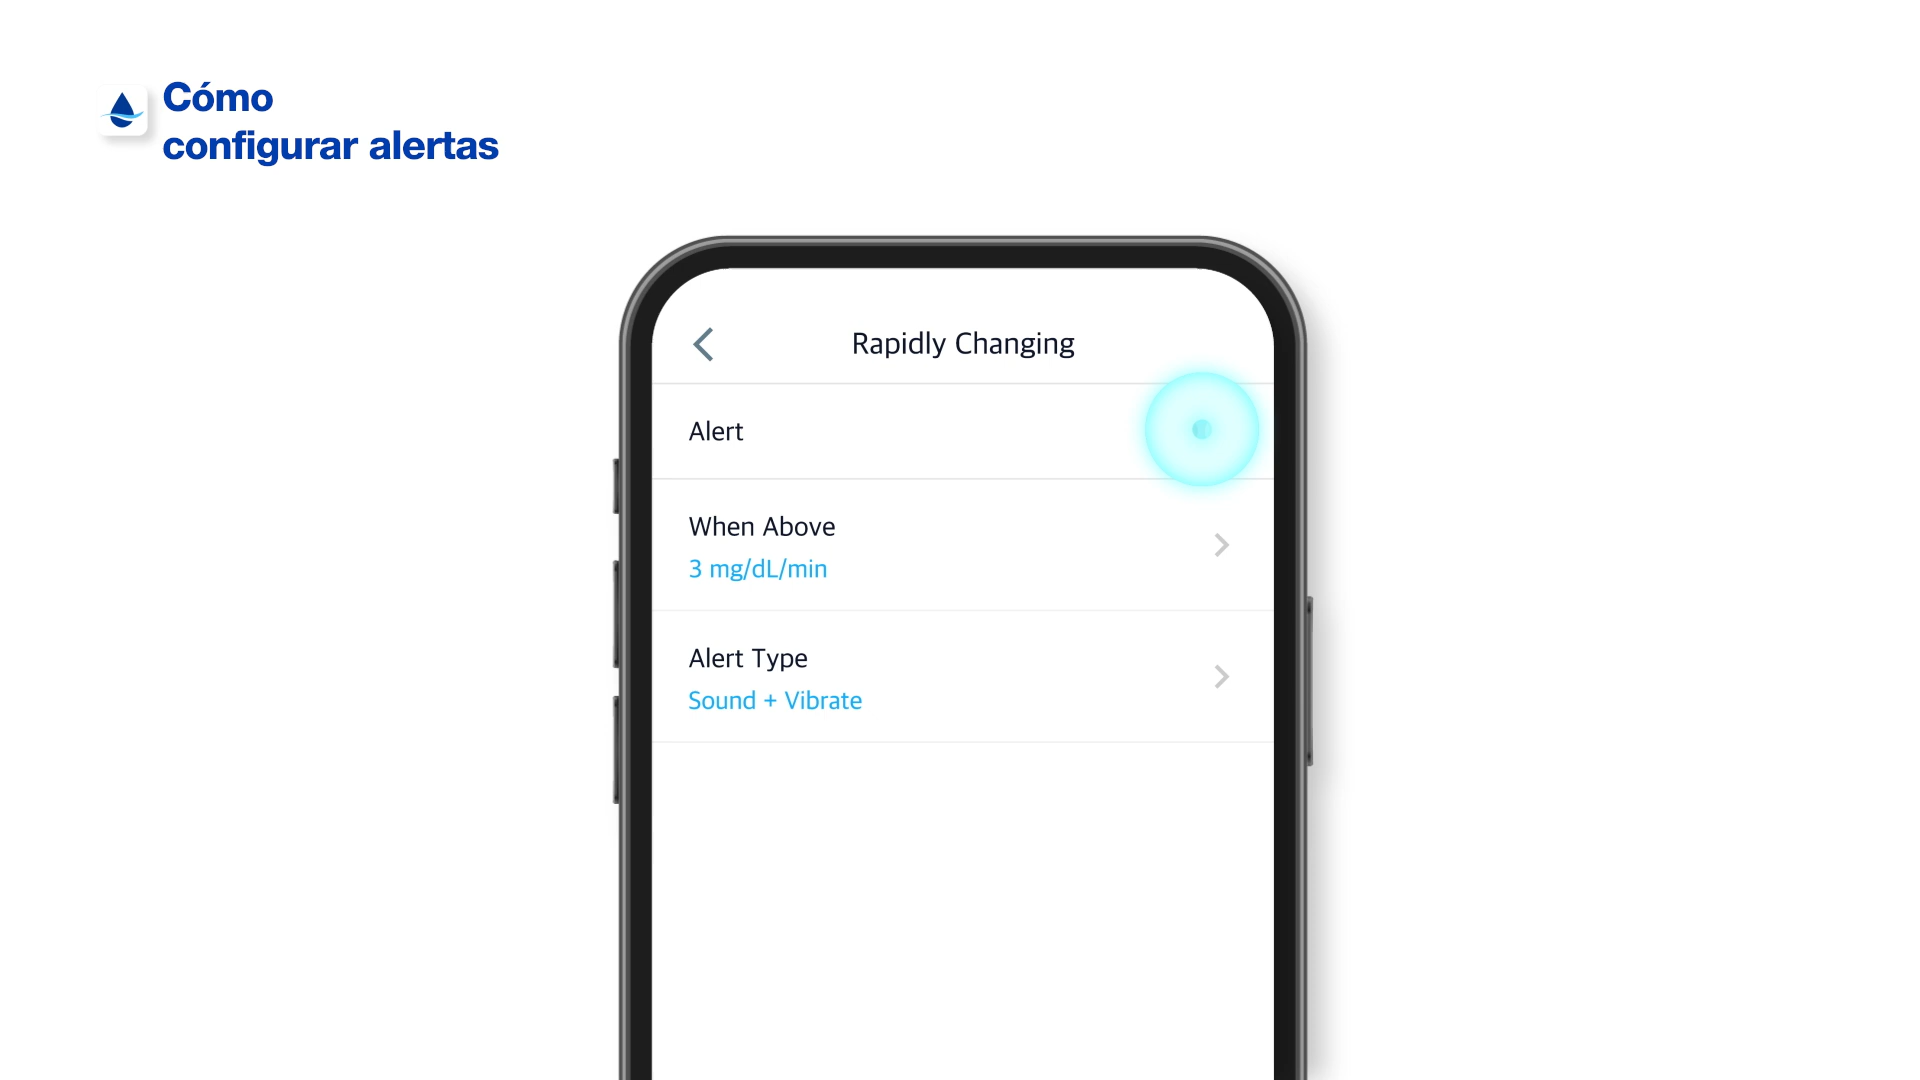 Cómo
configurar alertas
Rapidly Changing
Alert
When Above
3 mg/dL/min
Alert Type
Sound + Vibrate